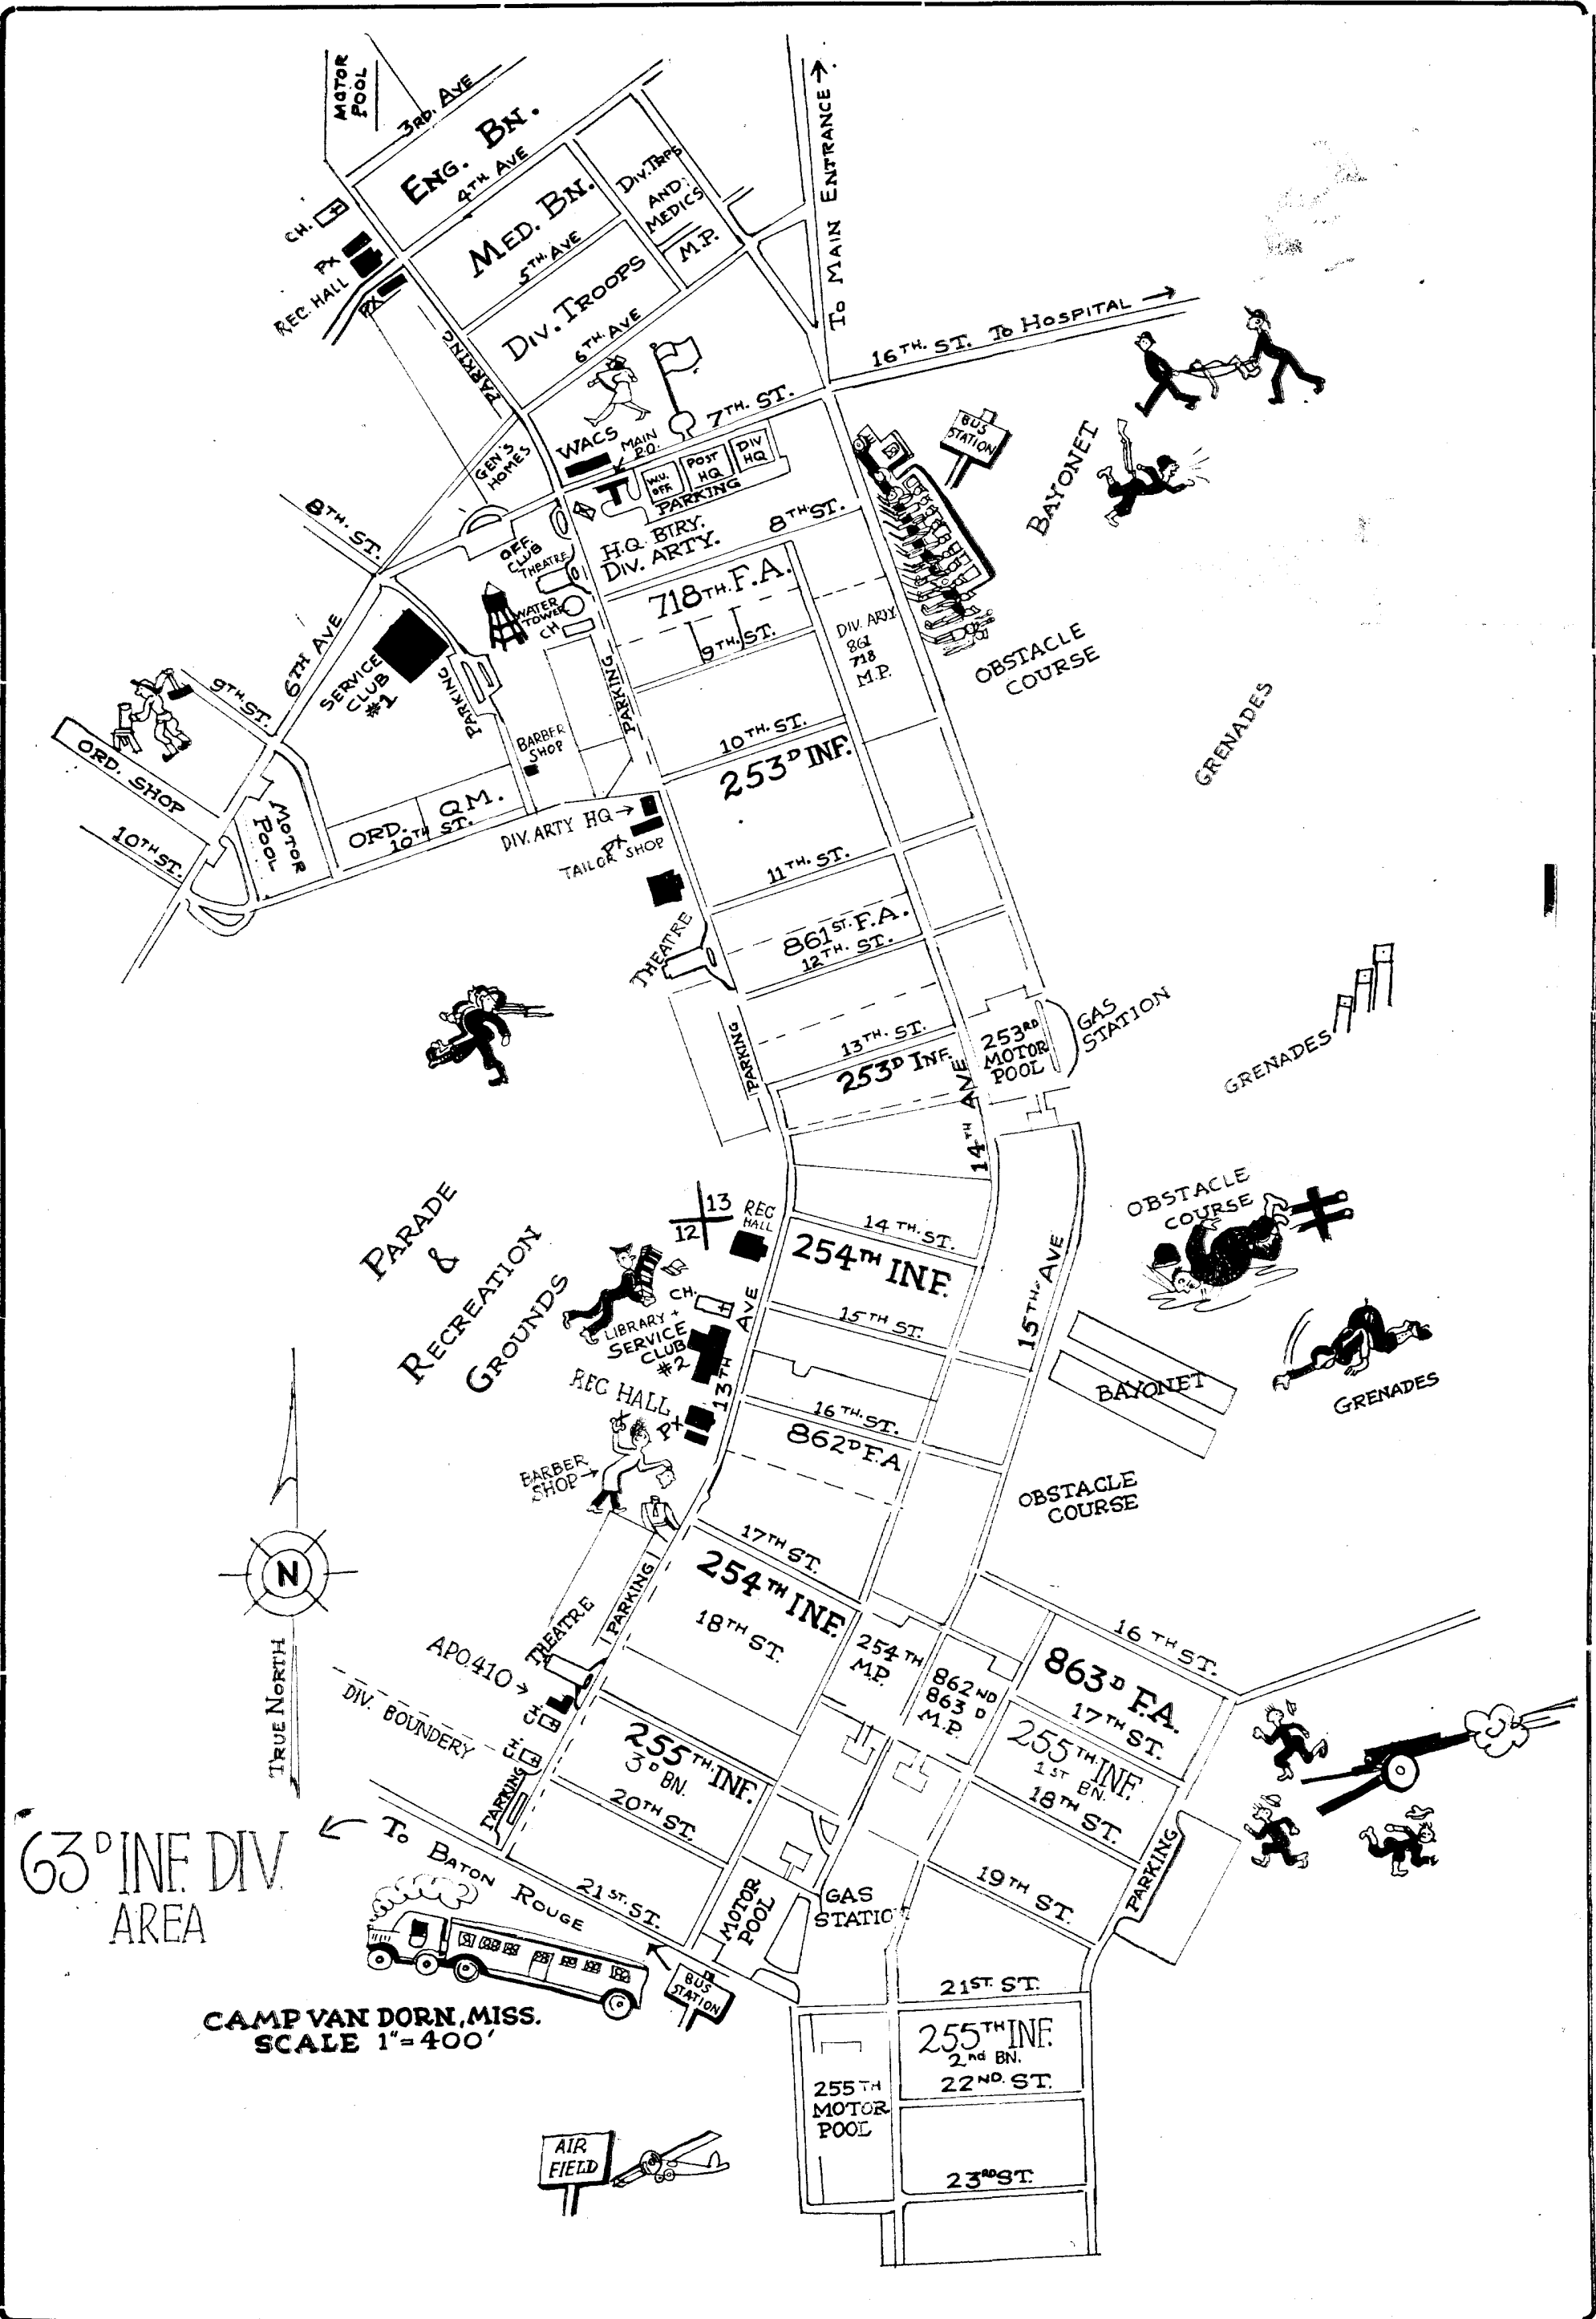 MOTOR
POOL
3RD. AVE
ENG. BN.
4TH AVE
MED. BN.
5TH. AVE
DIV. TRPS
AND
MEDICS
M.P.
DIV. TROOPS
6TH. AVE
CH.
PX
REC. HALL
PX
PARKING
TO MAIN ENTRANCE →
16TH. ST. TO HOSPITAL →
7TH. ST.
WACS
MAIN
P.O.
W.U.
OFF
POST
HQ
DIV
HQ
PARKING
GEN'S
HOMES
BUS
STATION
BAYONET
8TH. ST.
OFF.
CLUB
THEATRE
H.Q. BTRY.
DIV. ARTY.
8TH ST.
718TH. F.A.
WATER
TOWER
CH
9TH. ST.
DIV. ARTY
861
718
M.P.
OBSTACLE
COURSE
6TH AVE
SERVICE
CLUB
#1
PARKING
PARKING
9TH. ST.
ORD. SHOP
10TH ST.
MOTOR
POOL
BARBER
SHOP
10TH. ST.
253D INF.
GRENADES
ORD.
QM.
10TH ST.
DIV. ARTY HQ →
PX
TAILOR SHOP
11TH. ST.
THEATRE
861ST. F.A.
12TH. ST.
PARKING
13TH. ST.
253D INF.
253RD
MOTOR
POOL
GAS
STATION
GRENADES
14TH AVE
PARADE
&
RECREATION
GROUNDS
13
12
REC
HALL
14TH. ST.
254TH INF.
OBSTACLE
COURSE
CH.
LIBRARY +
SERVICE
CLUB
#2
13TH AVE
15TH ST.
15TH. AVE
REC HALL
PX
16TH. ST.
862D F.A
BAYONET
GRENADES
BARBER
SHOP →
OBSTACLE
COURSE
17TH ST.
254TH INF.
18TH ST.
PARKING
THEATRE
N
TRUE NORTH
APO.410 →
CH
CH
DIV. BOUNDERY
PARKING
254TH
M.P.
862ND
863D
M.P.
16TH ST.
863D F.A.
17TH ST.
255TH. INF.
1ST BN.
18TH ST.
255TH. INF.
3D BN.
20TH ST.
PARKING
19TH ST.
63D INF. DIV.
AREA
← TO BATON ROUGE
21ST. ST.
MOTOR
POOL
GAS
STATIO
BUS
STATION
CAMP VAN DORN, MISS.
SCALE 1"=400'
21ST. ST.
255TH INF.
2nd BN.
22ND. ST.
255TH
MOTOR
POOL
23RD ST.
AIR
FIELD